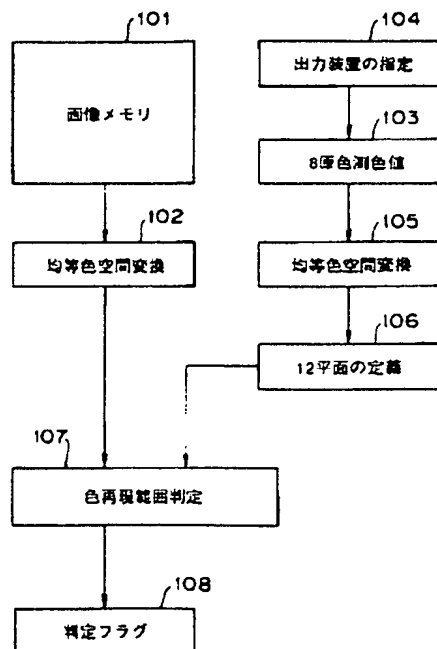 101
画像メモリ
104
出力装置の指定
103
8原色測色値
102
均等色空間変換
105
均等色空間変換
106
12平面の定義
107
色再現範囲判定
108
判定フラグ